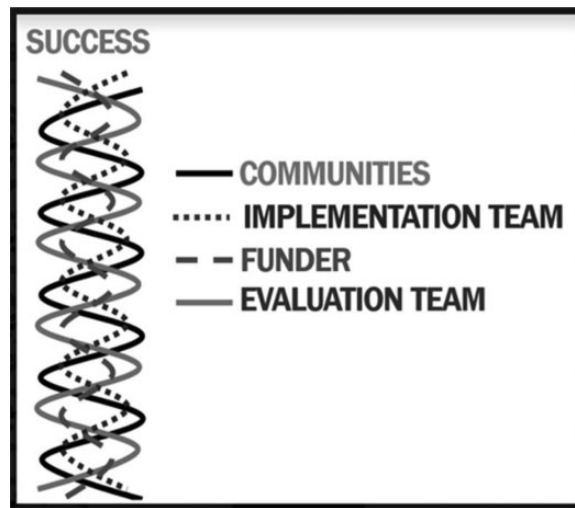 SUCCESS
COMMUNITIES
IMPLEMENTATION TEAM
FUNDER
EVALUATION TEAM